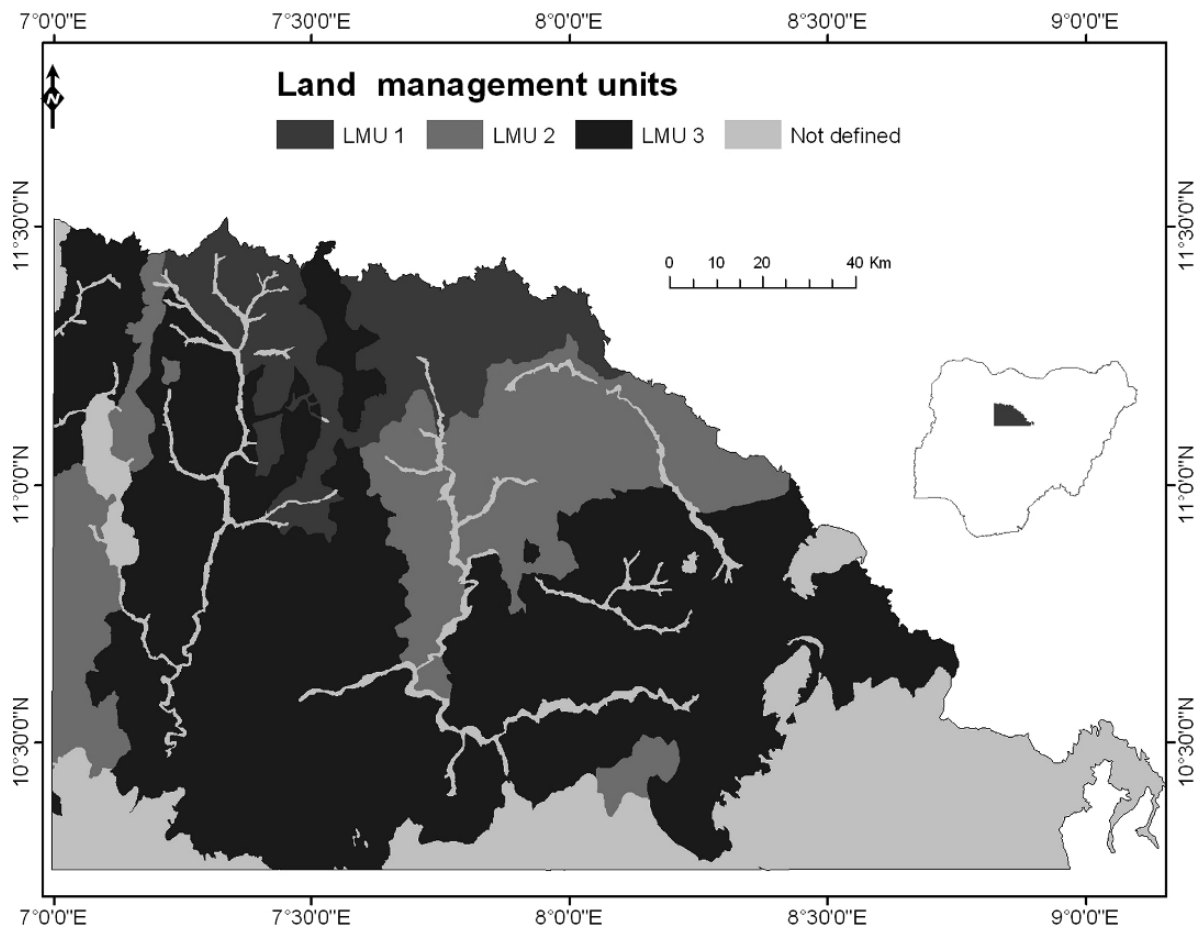 7°0'0"E 7°30'0"E 8°0'0"E 8°30'0"E 9°0'0"E
N
Land management units
LMU 1 LMU 2 LMU 3 Not defined
11°30'0"N 11°30'0"N
0 10 20 40 Km
11°0'0"N 11°0'0"N
10°30'0"N 10°30'0"N
7°0'0"E 7°30'0"E 8°0'0"E 8°30'0"E 9°0'0"E